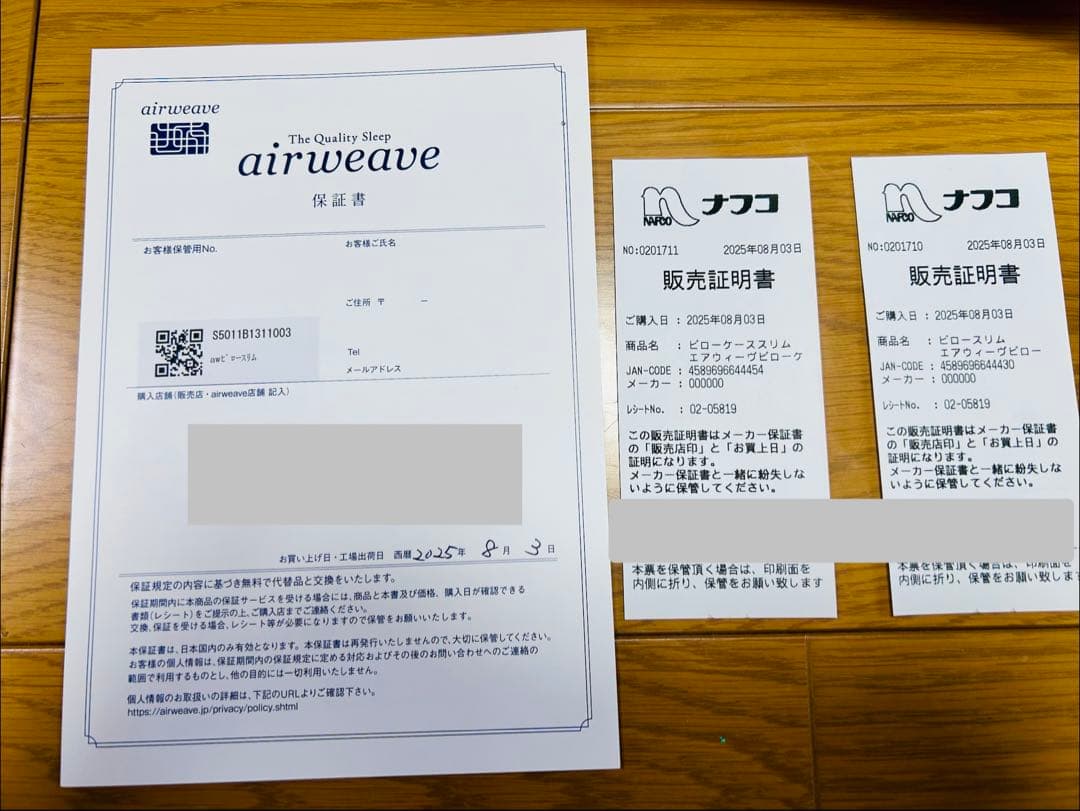 airweave
The Quality Sleep
airweave
保証書
お客様保管用No.
お客様ご氏名
ご住所 〒 －
S5011B1311003
awﾋﾟﾛｰｽﾘﾑ
Tel
メールアドレス
購入店舗(販売店・airweave店舗 記入)
お買い上げ日・工場出荷日 西暦2025年 8月 3日
保証規定の内容に基づき無料で代替品と交換をいたします。
保証期間内に本商品の保証サービスを受ける場合には、商品と本書及び価格、購入日が確認できる
書類(レシート)をご提示の上、ご購入店までご連絡ください。
交換、保証を受ける場合、レシート等が必要になりますので保管をお願いいたします。
本保証書は、日本国内のみ有効となります。本保証書は再発行いたしませんので、大切に保管してください。
お客様の個人情報は、保証期間内の保証規定に定める対応およびその後のお問い合わせへのご連絡の
範囲で利用するものとし、他の目的には一切利用いたしません。
個人情報のお取扱いの詳細は、下記のURLよりご確認下さい。
https://airweave.jp/privacy/policy.shtml
NAFCO ナフコ
NO:0201711 2025年08月03日
販売証明書
ご購入日 : 2025年08月03日
商品名 : ピローケーススリム
エアウィーヴピローケ
JAN-CODE : 4589696644454
メーカー : 000000
ﾚｼｰﾄNo. : 02-05819
この販売証明書はメーカー保証書
の「販売店印」と「お買上日」の
証明になります。
メーカー保証書と一緒に紛失しな
いように保管してください。
本票を保管頂く場合は、印刷面を
内側に折り、保管をお願い致します
NAFCO ナフコ
NO:0201710 2025年08月03日
販売証明書
ご購入日 : 2025年08月03日
商品名 : ピロースリム
エアウィーヴピロー
JAN-CODE : 4589696644430
メーカー : 000000
ﾚｼｰﾄNo. : 02-05819
この販売証明書はメーカー保証書
の「販売店印」と「お買上日」の
証明になります。
メーカー保証書と一緒に紛失しな
いように保管してください。
本票を保管頂く場合は、印刷面を
内側に折り、保管をお願い致します